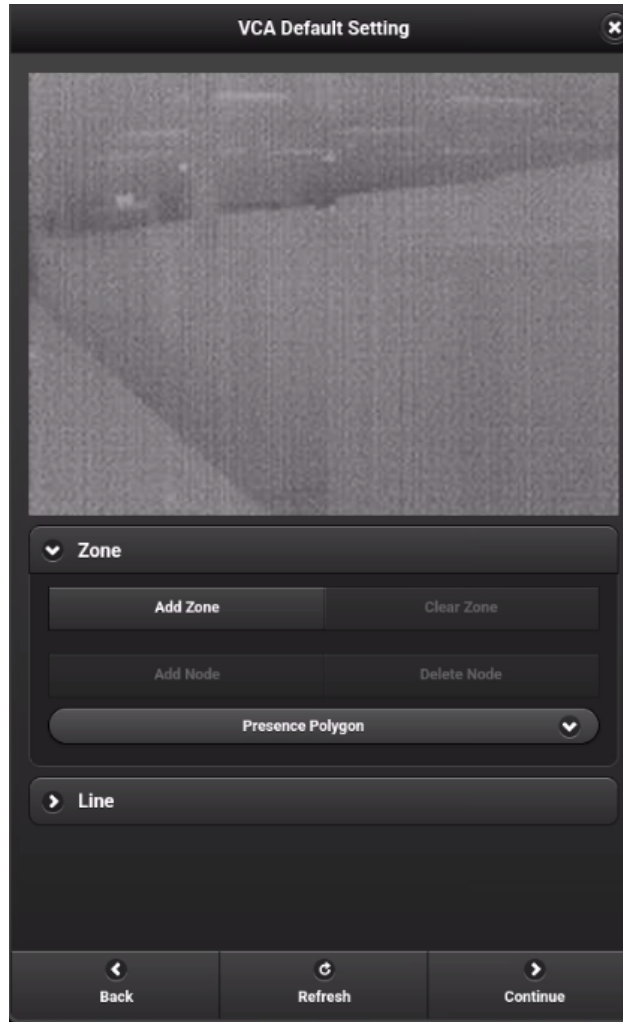 VCA Default Setting
Zone
Add Zone Clear Zone
Add Node Delete Node
Presence Polygon
Line
Back Refresh Continue